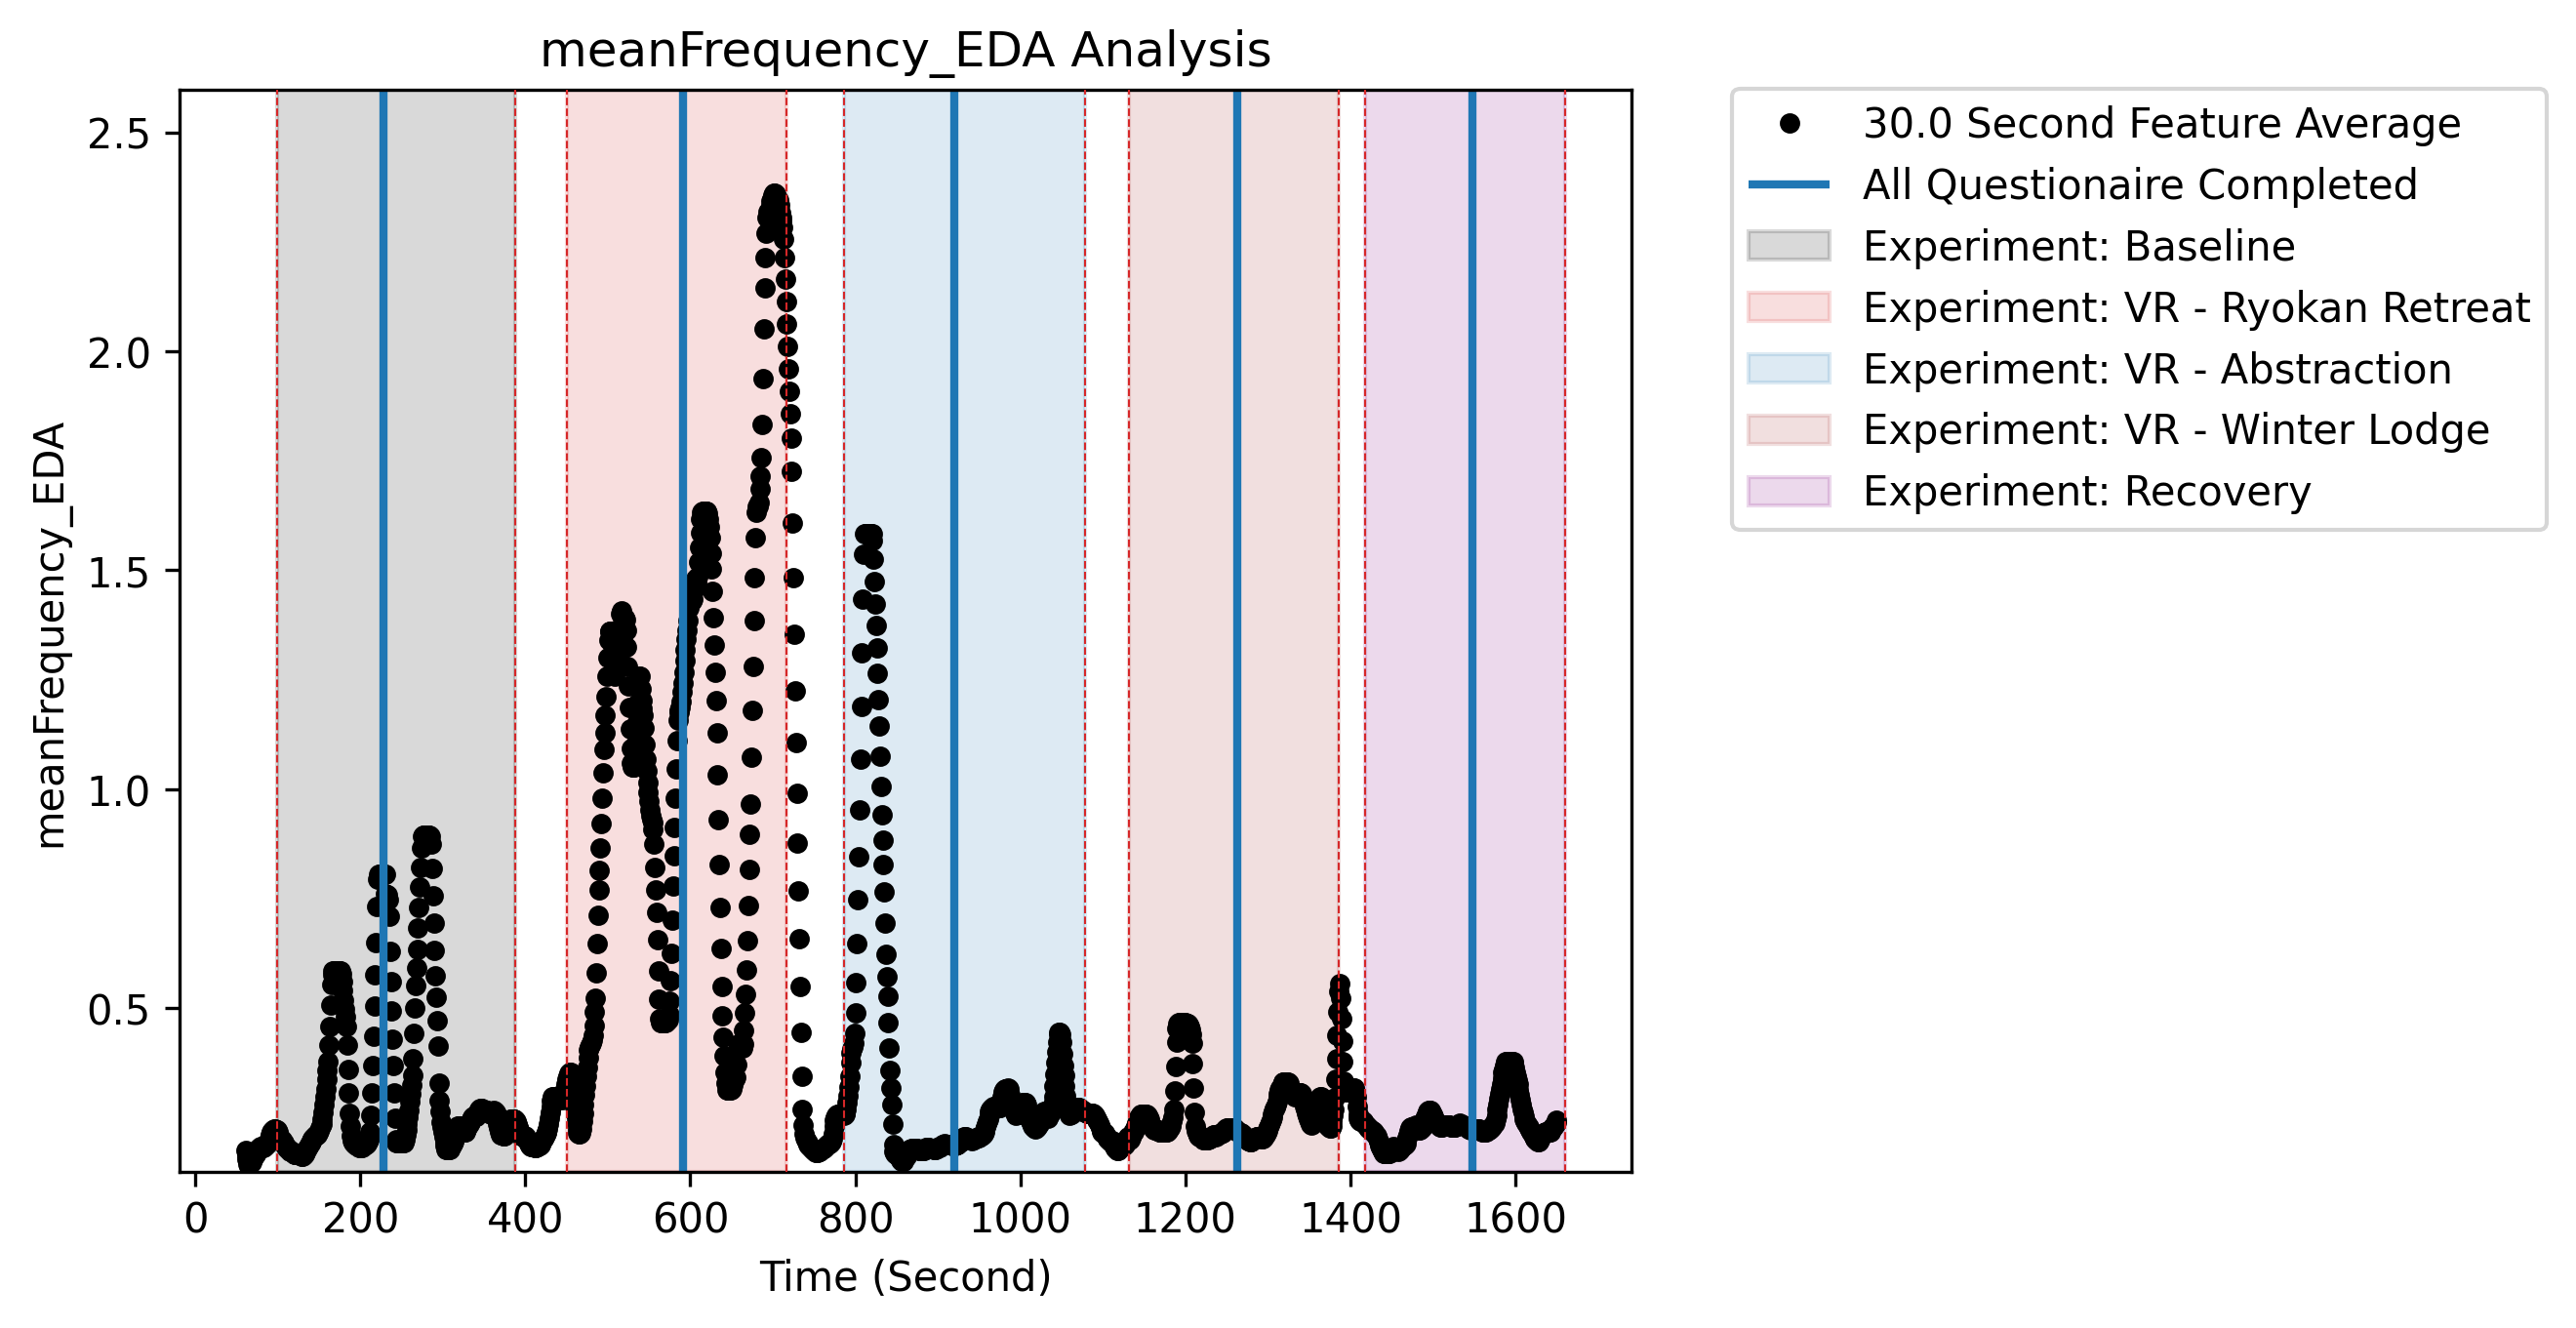 meanFrequency_EDA Analysis
30.0 Second Feature Average
All Questionaire Completed
Experiment: Baseline
Experiment: VR - Ryokan Retreat
Experiment: VR - Abstraction
Experiment: VR - Winter Lodge
Experiment: Recovery
meanFrequency_EDA
2.5
2.0
1.5
1.0
0.5
0 200 400 600 800 1000 1200 1400 1600
Time (Second)